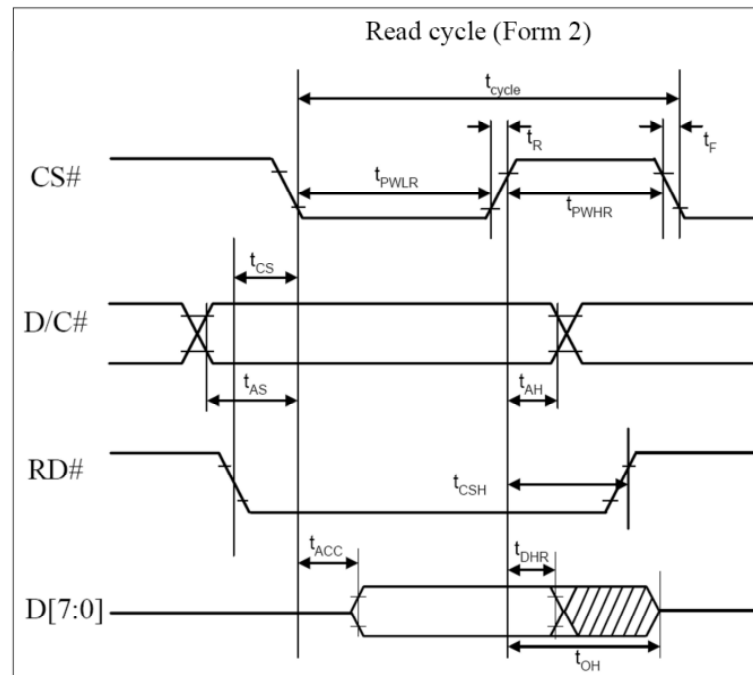 Read cycle (Form 2)
tcycle
tR
tF
CS#
tPWLR
tPWHR
tCS
D/C#
tAS
tAH
RD#
tCSH
tACC
tDHR
D[7:0]
tOH